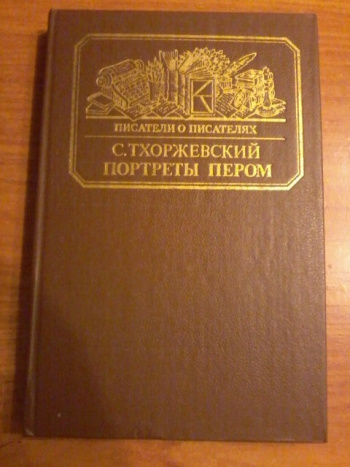 К
ПИСАТЕЛИ О ПИСАТЕЛЯХ
С. ТХОРЖЕВСКИЙ
ПОРТРЕТЫ ПЕРОМ